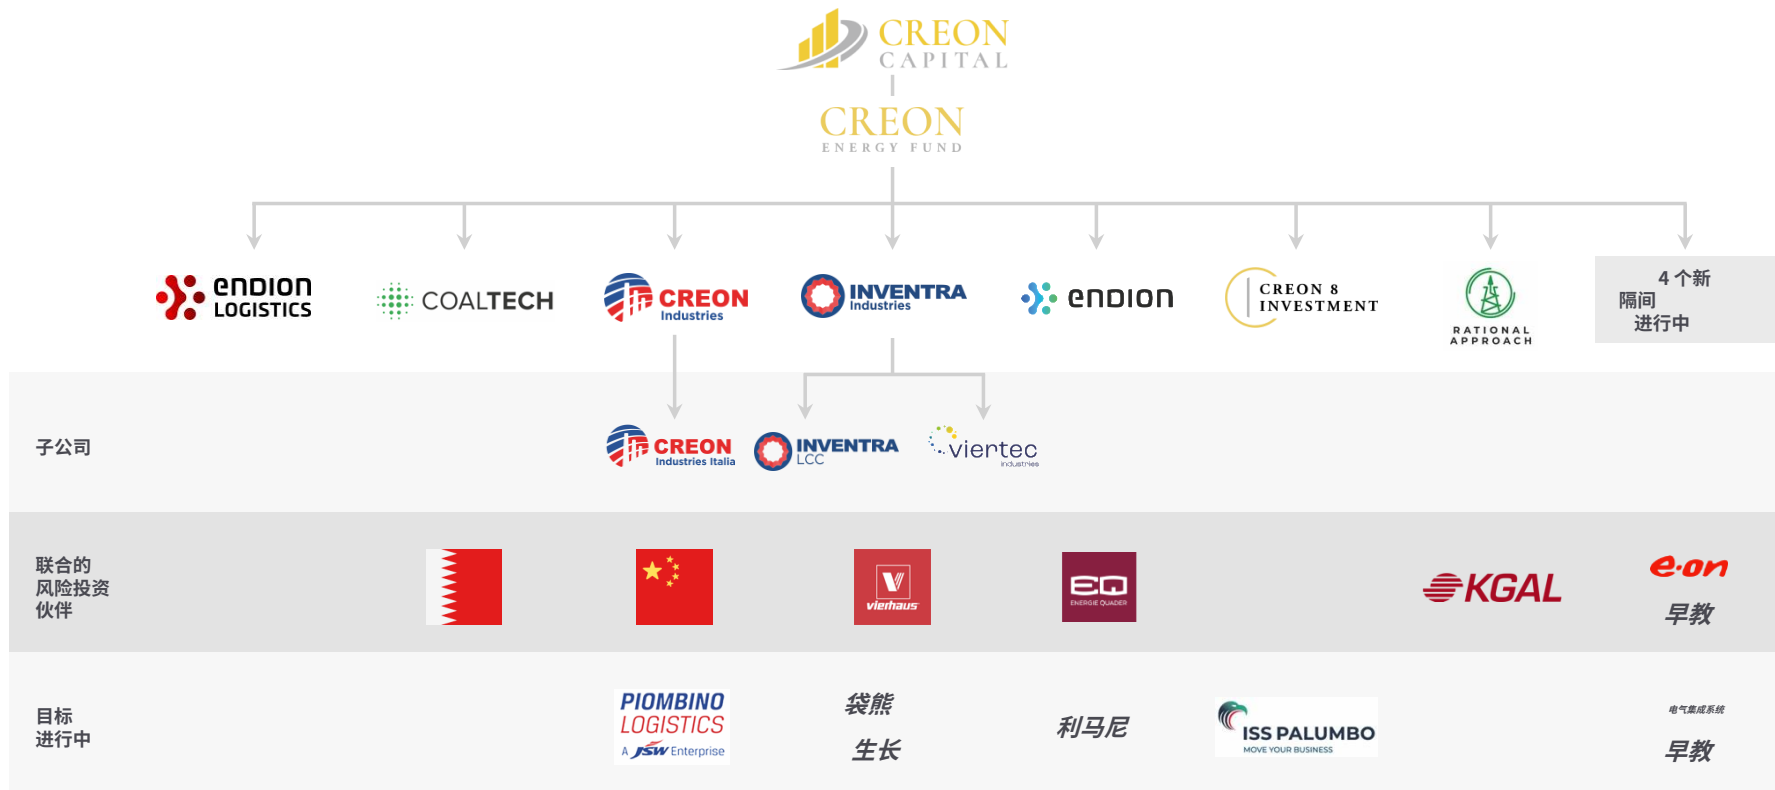 CREON
CAPITAL
CREON
ENERGY FUND
enDIOn
LOGISTICS
COALTECH
CREON
Industries
INVENTRA
Industries
enDIOn
CREON 8
INVESTMENT
RATIONAL
APPROACH
4 个新
隔间
进行中
子公司
CREON
Industries Italia
INVENTRA
LCC
viertec
industries
联合的
风险投资
伙伴
vierhaus
EQ
ENERGIE QUADER
KGAL
e·on
早教
目标
进行中
PIOMBINO
LOGISTICS
A JSW Enterprise
袋熊
生长
利马尼
ISS PALUMBO
MOVE YOUR BUSINESS
电气集成系统
早教